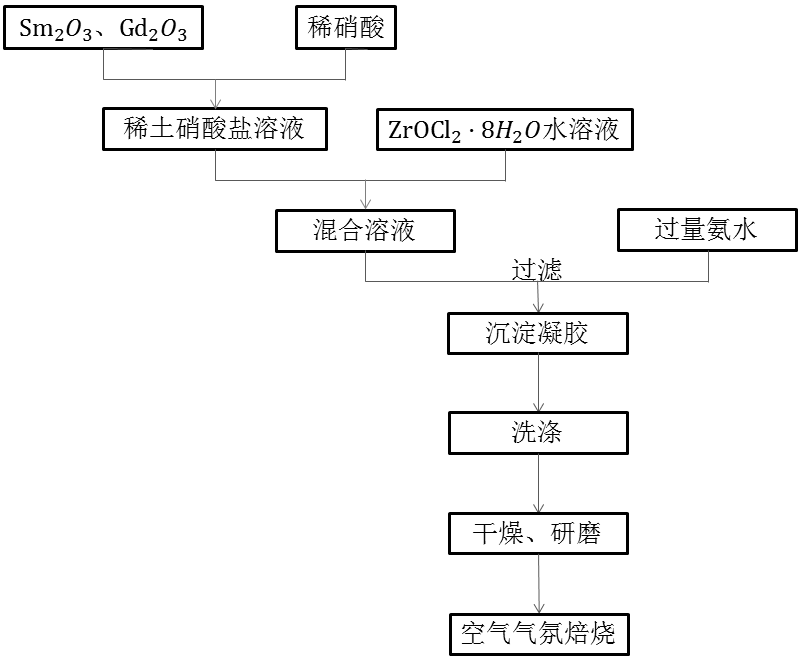 Sm₂O₃、Gd₂O₃
稀硝酸
稀土硝酸盐溶液
ZrOCl₂·8H₂O水溶液
混合溶液
过量氨水
过滤
沉淀凝胶
洗涤
干燥、研磨
空气气氛焙烧